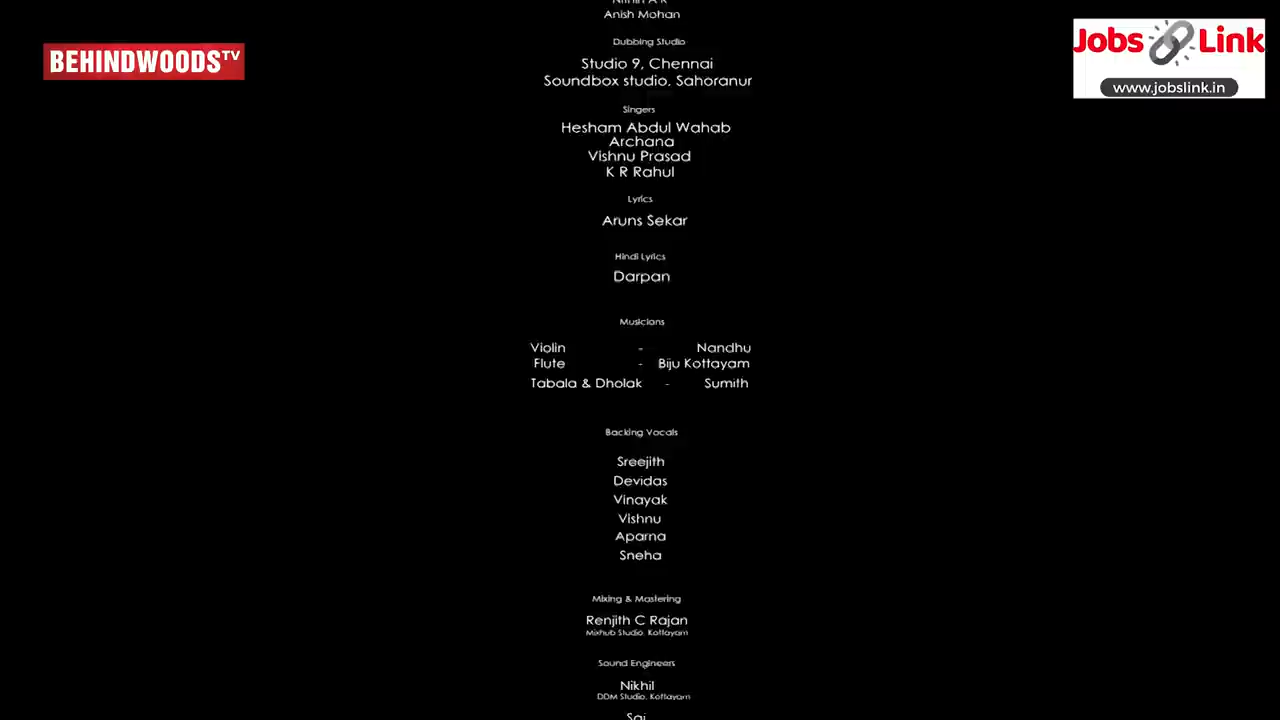 Anish Mohan
BEHINDWOODS TV
Jobs Link
www.jobslink.in
Dubbing Studio
Studio 9, Chennai
Soundbox studio, Sahoranur
Singers
Hesham Abdul Wahab
Archana
Vishnu Prasad
K R Rahul
Lyrics
Aruns Sekar
Hindi Lyrics
Darpan
Musicians
Violin - Nandhu
Flute - Biju Kottayam
Tabala & Dholak - Sumith
Backing Vocals
Sreejith
Devidas
Vinayak
Vishnu
Aparna
Sneha
Mixing & Mastering
Renjith C Rajan
Mixhub Studio, Kottayam
Sound Engineers
Nikhil
DDM Studio, Kottayam